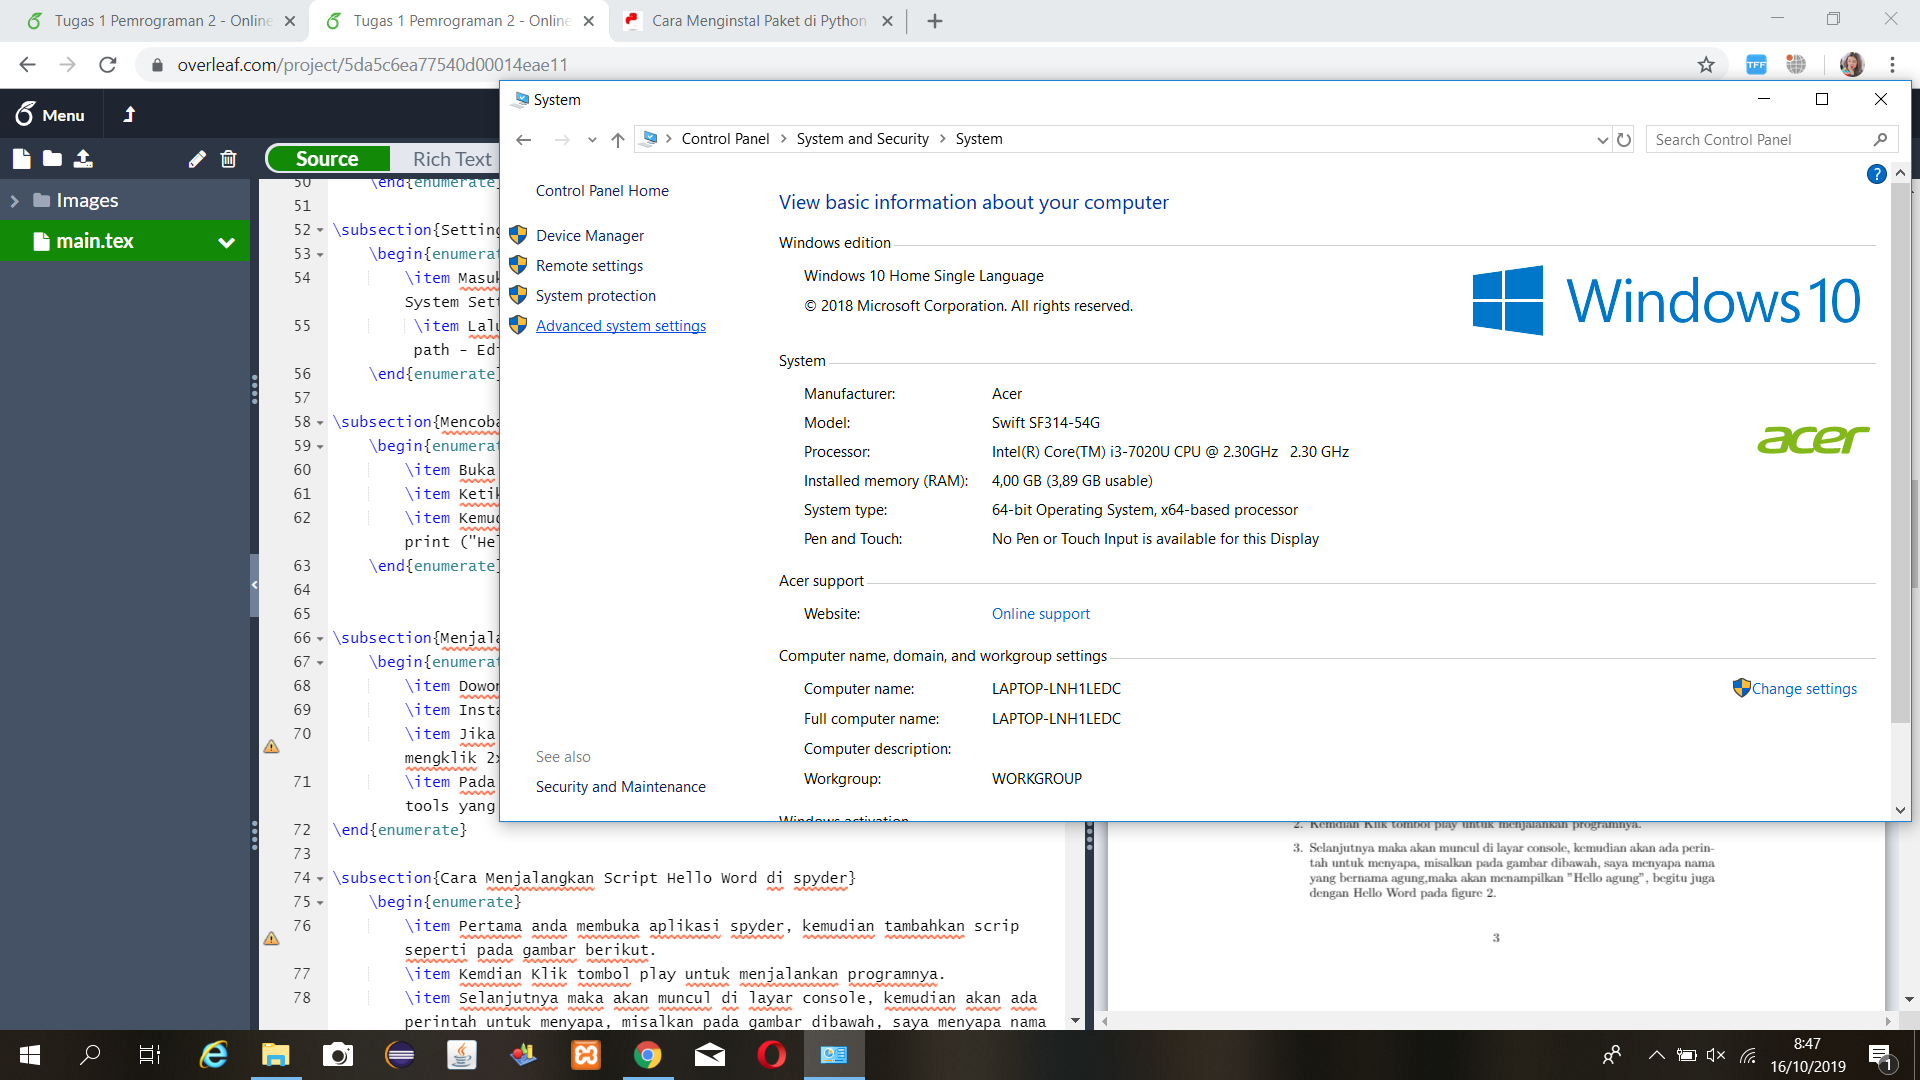 Tugas 1 Pemrograman 2 - Online
Tugas 1 Pemrograman 2 - Online
Cara Menginstal Paket di Python
overleaf.com/project/5da5c6ea77540d00014eae11
TFF
Menu
Source
Rich Text
Images
main.tex
50 \end{enumerate}
51
52 \subsection{Setting
53 \begin{enumerat
54 \item Masuk
System Sett
55 \item Lalu
path - Edi
56 \end{enumerate}
57
58 \subsection{Mencoba
59 \begin{enumerat
60 \item Buka
61 \item Ketik
62 \item Kemud
print ("Hel
63 \end{enumerate}
64
65
66 \subsection{Menjala
67 \begin{enumerat
68 \item Dowon
69 \item Insta
70 \item Jika
mengklik 2x
71 \item Pada
tools yang
72 \end{enumerate}
73
74 \subsection{Cara Menjalangkan Script Hello Word di spyder}
75 \begin{enumerate}
76 \item Pertama anda membuka aplikasi spyder, kemudian tambahkan scrip
seperti pada gambar berikut.
77 \item Kemdian Klik tombol play untuk menjalankan programnya.
78 \item Selanjutnya maka akan muncul di layar console, kemudian akan ada
perintah untuk menyapa, misalkan pada gambar dibawah, saya menyapa nama
System
Control Panel > System and Security > System
Search Control Panel
Control Panel Home
Device Manager
Remote settings
System protection
Advanced system settings
See also
Security and Maintenance
View basic information about your computer
Windows edition
Windows 10 Home Single Language
© 2018 Microsoft Corporation. All rights reserved.
Windows 10
System
Manufacturer: Acer
Model: Swift SF314-54G
Processor: Intel(R) Core(TM) i3-7020U CPU @ 2.30GHz 2.30 GHz
Installed memory (RAM): 4,00 GB (3,89 GB usable)
System type: 64-bit Operating System, x64-based processor
Pen and Touch: No Pen or Touch Input is available for this Display
acer
Acer support
Website: Online support
Computer name, domain, and workgroup settings
Computer name: LAPTOP-LNH1LEDC
Change settings
Full computer name: LAPTOP-LNH1LEDC
Computer description:
Workgroup: WORKGROUP
Windows activation
2. Kemdian Klik tombol play untuk menjalankan programnya.
3. Selanjutnya maka akan muncul di layar console, kemudian akan ada perin-
tah untuk menyapa, misalkan pada gambar dibawah, saya menyapa nama
yang bernama agung,maka akan menampilkan "Hello agung", begitu juga
dengan Hello Word pada figure 2.
3
8:47
16/10/2019
1